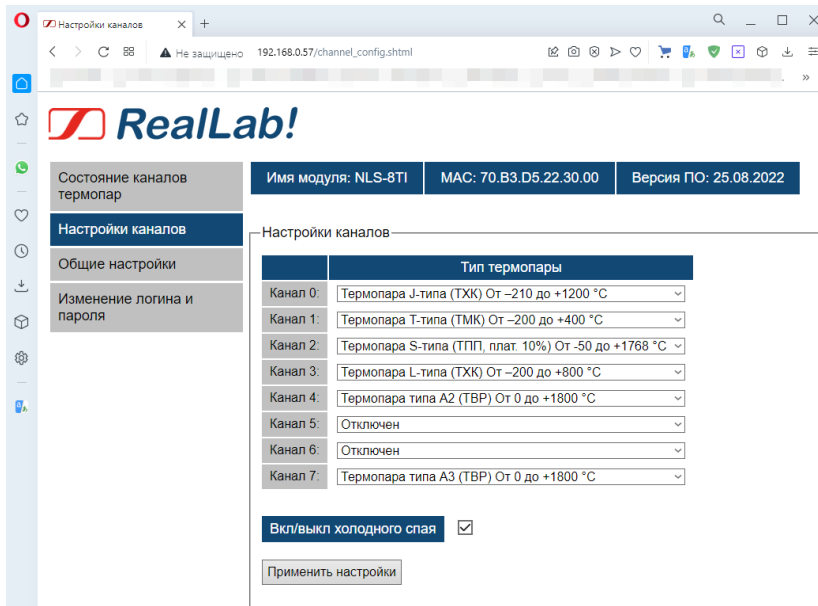 Настройки каналов
Не защищено 192.168.0.57/channel_config.shtml
RealLab!
Состояние каналов
термопар
Настройки каналов
Общие настройки
Изменение логина и
пароля
Имя модуля: NLS-8TI MAC: 70.B3.D5.22.30.00 Версия ПО: 25.08.2022
Настройки каналов
Тип термопары
Канал 0: Термопара J-типа (ТХК) От –210 до +1200 °C
Канал 1: Термопара T-типа (ТМК) От –200 до +400 °C
Канал 2: Термопара S-типа (ТПП, плат. 10%) От -50 до +1768 °C
Канал 3: Термопара L-типа (ТХК) От –200 до +800 °C
Канал 4: Термопара типа A2 (ТВР) От 0 до +1800 °C
Канал 5: Отключен
Канал 6: Отключен
Канал 7: Термопара типа A3 (ТВР) От 0 до +1800 °C
Вкл/выкл холодного спая
Применить настройки